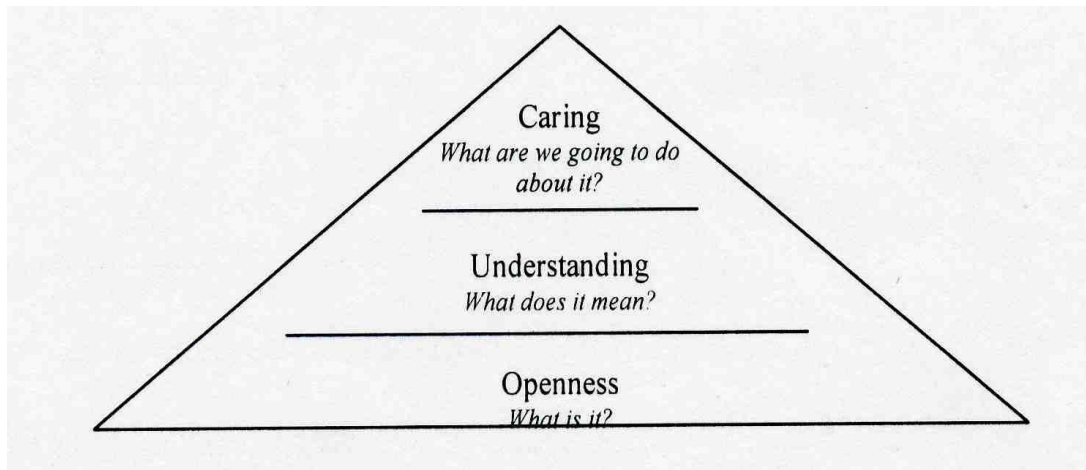 Caring
What are we going to do
about it?
Understanding
What does it mean?
Openness
What is it?